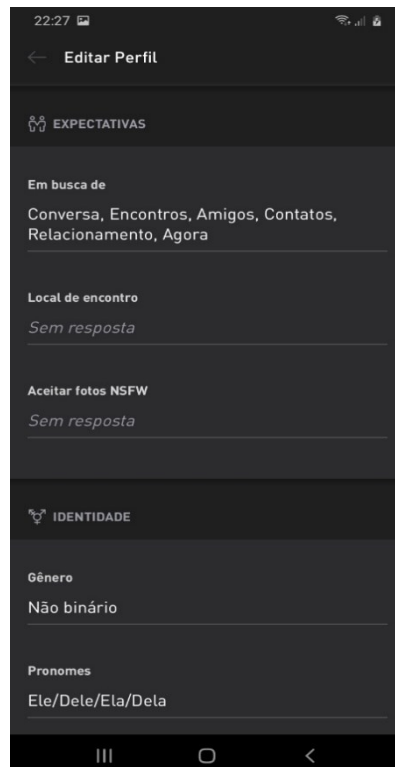 22:27
Editar Perfil
EXPECTATIVAS
Em busca de
Conversa, Encontros, Amigos, Contatos,
Relacionamento, Agora
Local de encontro
Sem resposta
Aceitar fotos NSFW
Sem resposta
IDENTIDADE
Gênero
Não binário
Pronomes
Ele/Dele/Ela/Dela